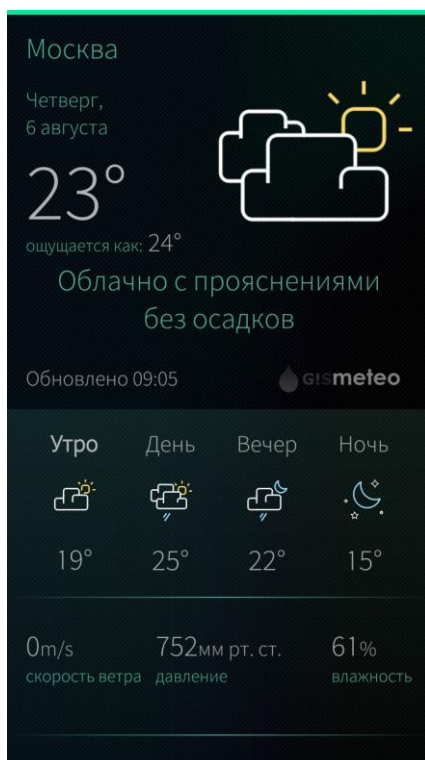 Москва
Четверг,
6 августа
23°
ощущается как: 24°
Облачно с прояснениями
без осадков
Обновлено 09:05
GISmeteo
Утро День Вечер Ночь
19° 25° 22° 15°
0m/s 752мм рт. ст. 61%
скорость ветра давление влажность